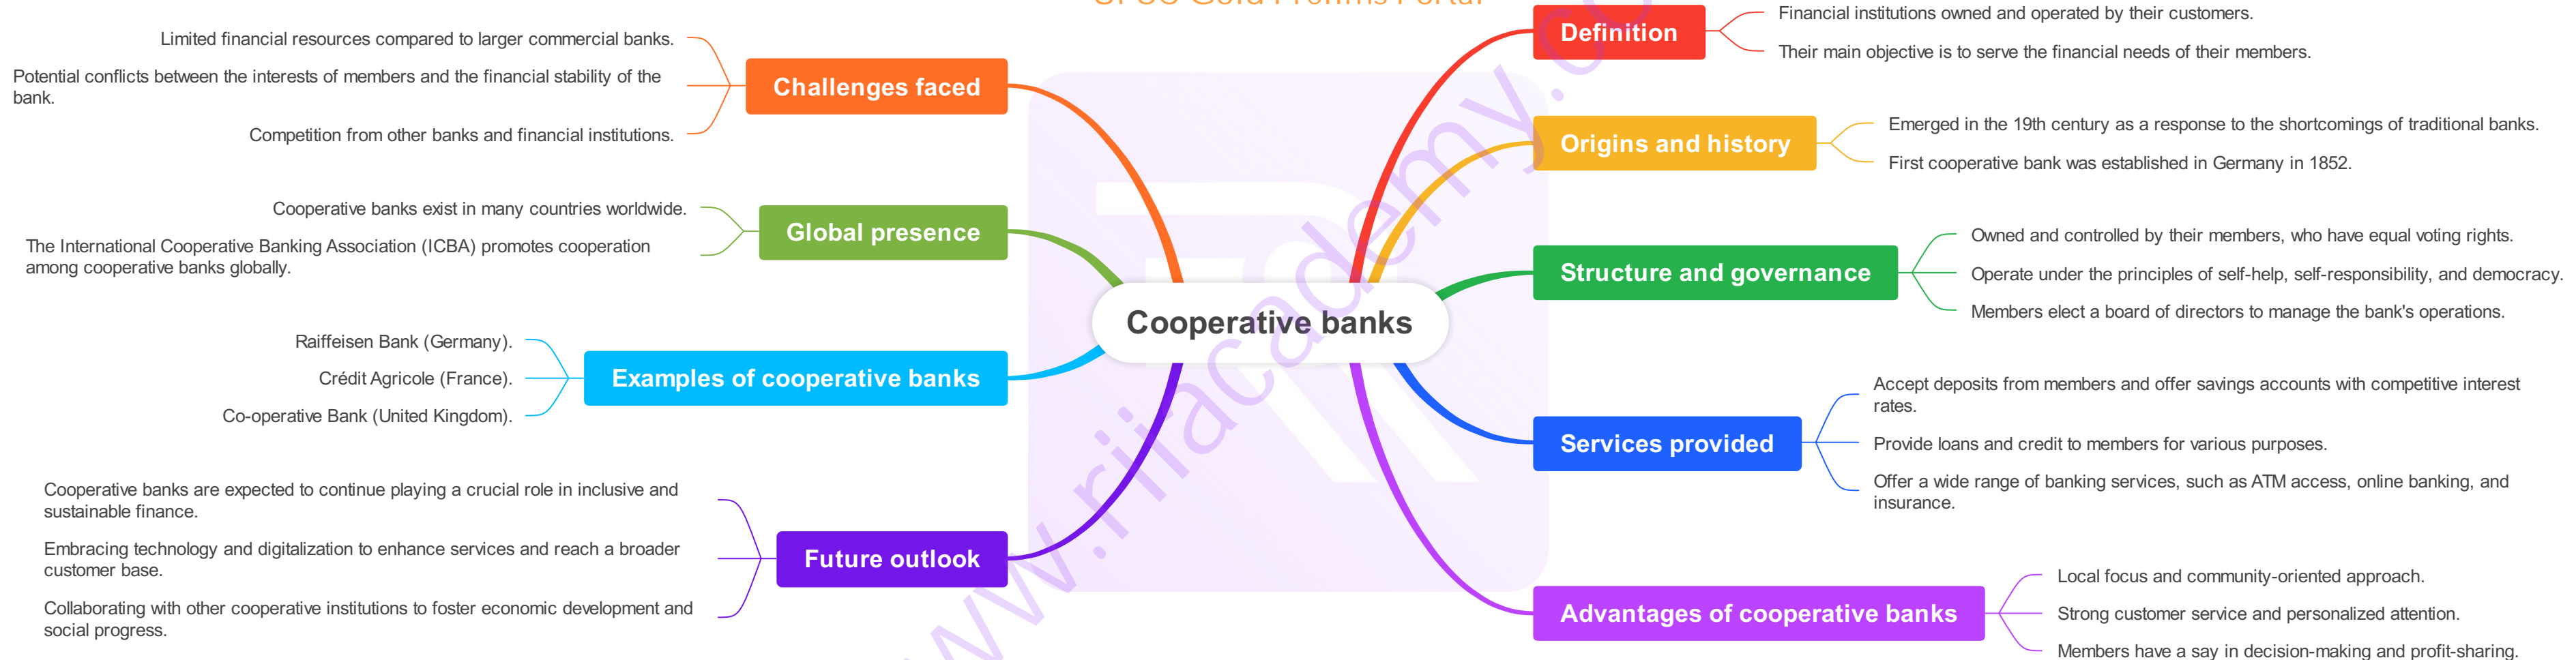 Cooperative banks
Definition
Financial institutions owned and operated by their customers.
Their main objective is to serve the financial needs of their members.
Origins and history
Emerged in the 19th century as a response to the shortcomings of traditional banks.
First cooperative bank was established in Germany in 1852.
Structure and governance
Owned and controlled by their members, who have equal voting rights.
Operate under the principles of self-help, self-responsibility, and democracy.
Members elect a board of directors to manage the bank's operations.
Services provided
Accept deposits from members and offer savings accounts with competitive interest
rates.
Provide loans and credit to members for various purposes.
Offer a wide range of banking services, such as ATM access, online banking, and
insurance.
Advantages of cooperative banks
Local focus and community-oriented approach.
Strong customer service and personalized attention.
Members have a say in decision-making and profit-sharing.
Challenges faced
Limited financial resources compared to larger commercial banks.
Potential conflicts between the interests of members and the financial stability of the
bank.
Competition from other banks and financial institutions.
Global presence
Cooperative banks exist in many countries worldwide.
The International Cooperative Banking Association (ICBA) promotes cooperation
among cooperative banks globally.
Examples of cooperative banks
Raiffeisen Bank (Germany).
Crédit Agricole (France).
Co-operative Bank (United Kingdom).
Future outlook
Cooperative banks are expected to continue playing a crucial role in inclusive and
sustainable finance.
Embracing technology and digitalization to enhance services and reach a broader
customer base.
Collaborating with other cooperative institutions to foster economic development and
social progress.